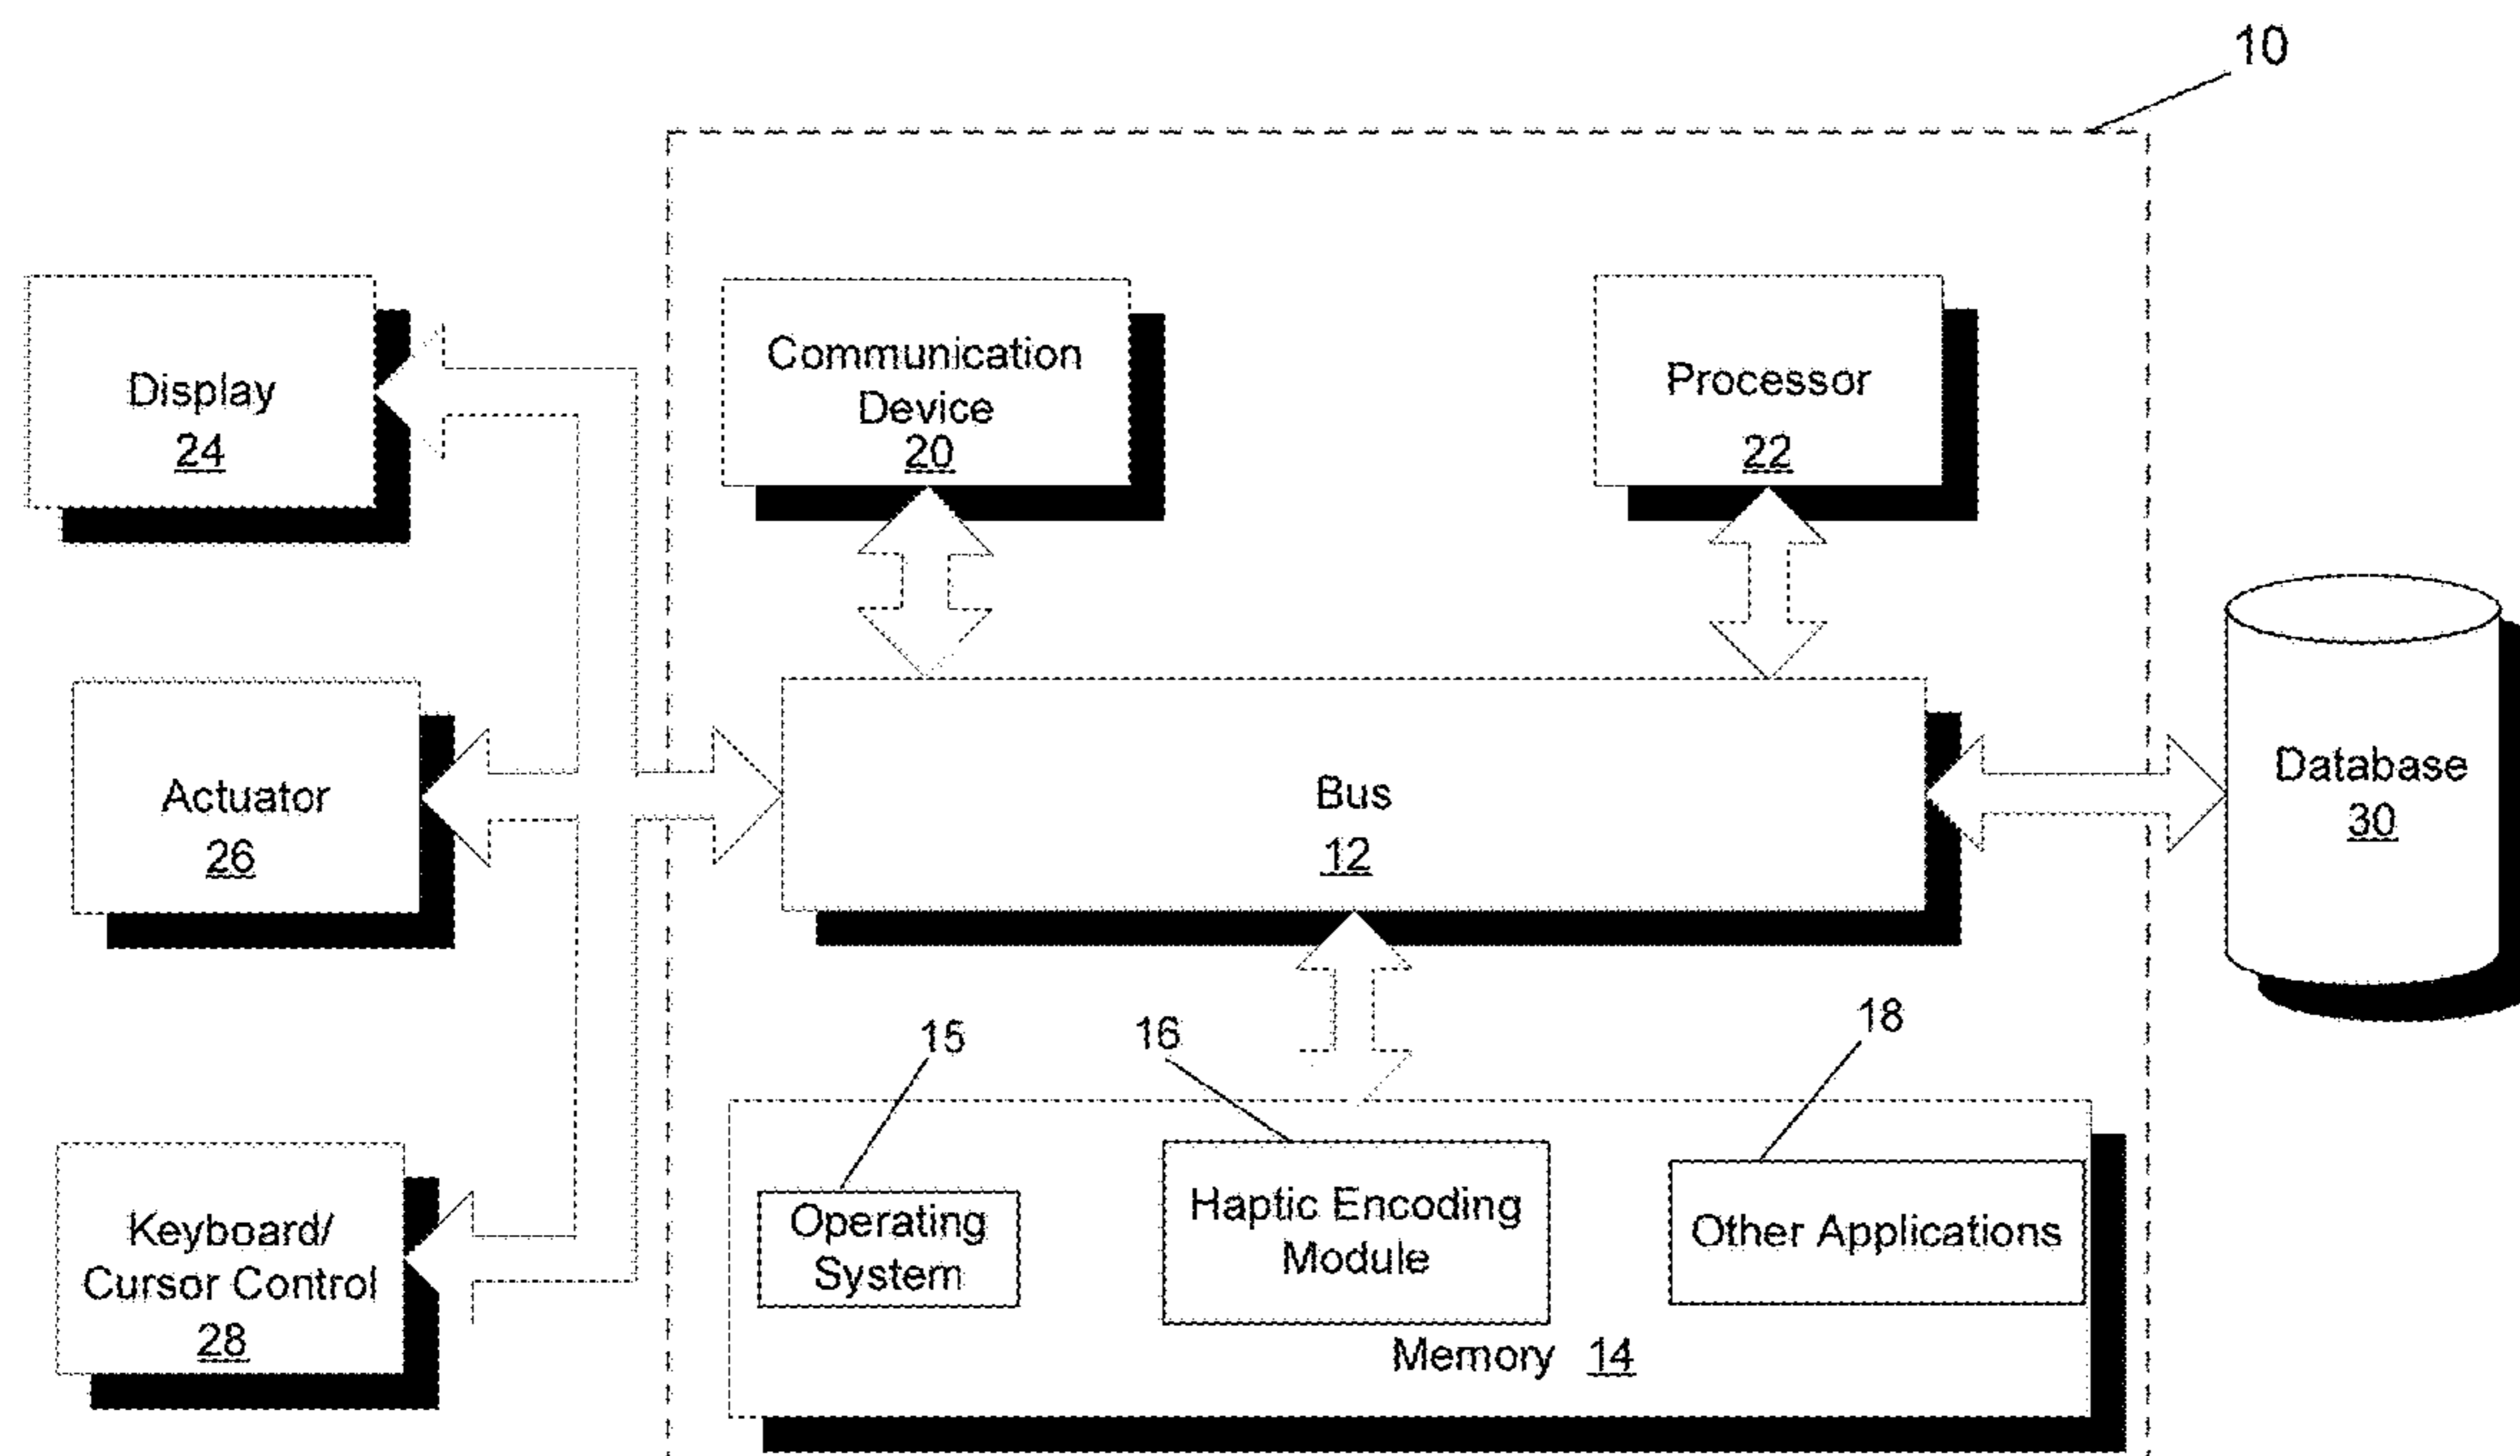 10
Communication
Device
20
Processor
22
Display
24
Actuator
26
Bus
12
Database
30
15
16
18
Keyboard/
Cursor Control
28
Operating
System
Haptic Encoding
Module
Other Applications
Memory 14